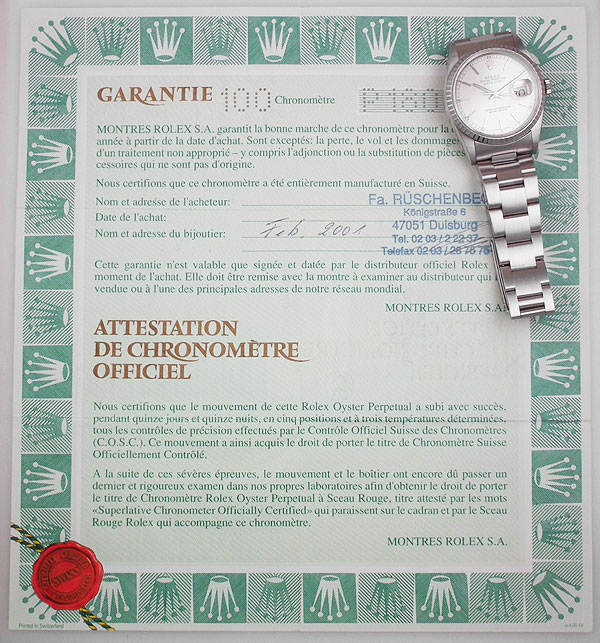 GARANTIE 100 Chronomètre
MONTRES ROLEX S.A. garantit la bonne marche de ce chronomètre pour la
année à partir de la date d'achat. Sont exceptés: la perte, le vol et les dommages
d'un traitement non approprié – y compris l'adjonction ou la substitution de pièces
cessoires qui ne sont pas d'origine.
Nous certifions que ce chronomètre a été entièrement manufacturé en Suisse.
Nom et adresse de l'acheteur:
Date de l'achat:
Nom et adresse du bijoutier: Feb. 2001
Fa. RÜSCHENBE
Königstraße 6
47051 Duisburg
Tel. 02 03 / 2 22 37
Telefax 02 03 / 28 75 75
Cette garantie n'est valable que signée et datée par le distributeur officiel Rolex
moment de l'achat. Elle doit être remise avec la montre à examiner au distributeur qui
vendue ou à l'une des principales adresses de notre réseau mondial.
MONTRES ROLEX S.A.
ATTESTATION
DE CHRONOMÈTRE
OFFICIEL
Nous certifions que le mouvement de cette Rolex Oyster Perpetual a subi avec succès,
pendant quinze jours et quinze nuits, en cinq positions et à trois températures déterminées,
tous les contrôles de précision effectués par le Contrôle Officiel Suisse des Chronomètres
(C.O.S.C.). Ce mouvement a ainsi acquis le droit de porter le titre de Chronomètre Suisse
Officiellement Contrôlé.
A la suite de ces sévères épreuves, le mouvement et le boîtier ont encore dû passer un
dernier et rigoureux examen dans nos propres laboratoires afin d'obtenir le droit de porter
le titre de Chronomètre Rolex Oyster Perpetual à Sceau Rouge, titre attesté par les mots
«Superlative Chronometer Officially Certified» qui paraissent sur le cadran et par le Sceau
Rouge Rolex qui accompagne ce chronomètre.
MONTRES ROLEX S.A.
Printed in Switzerland